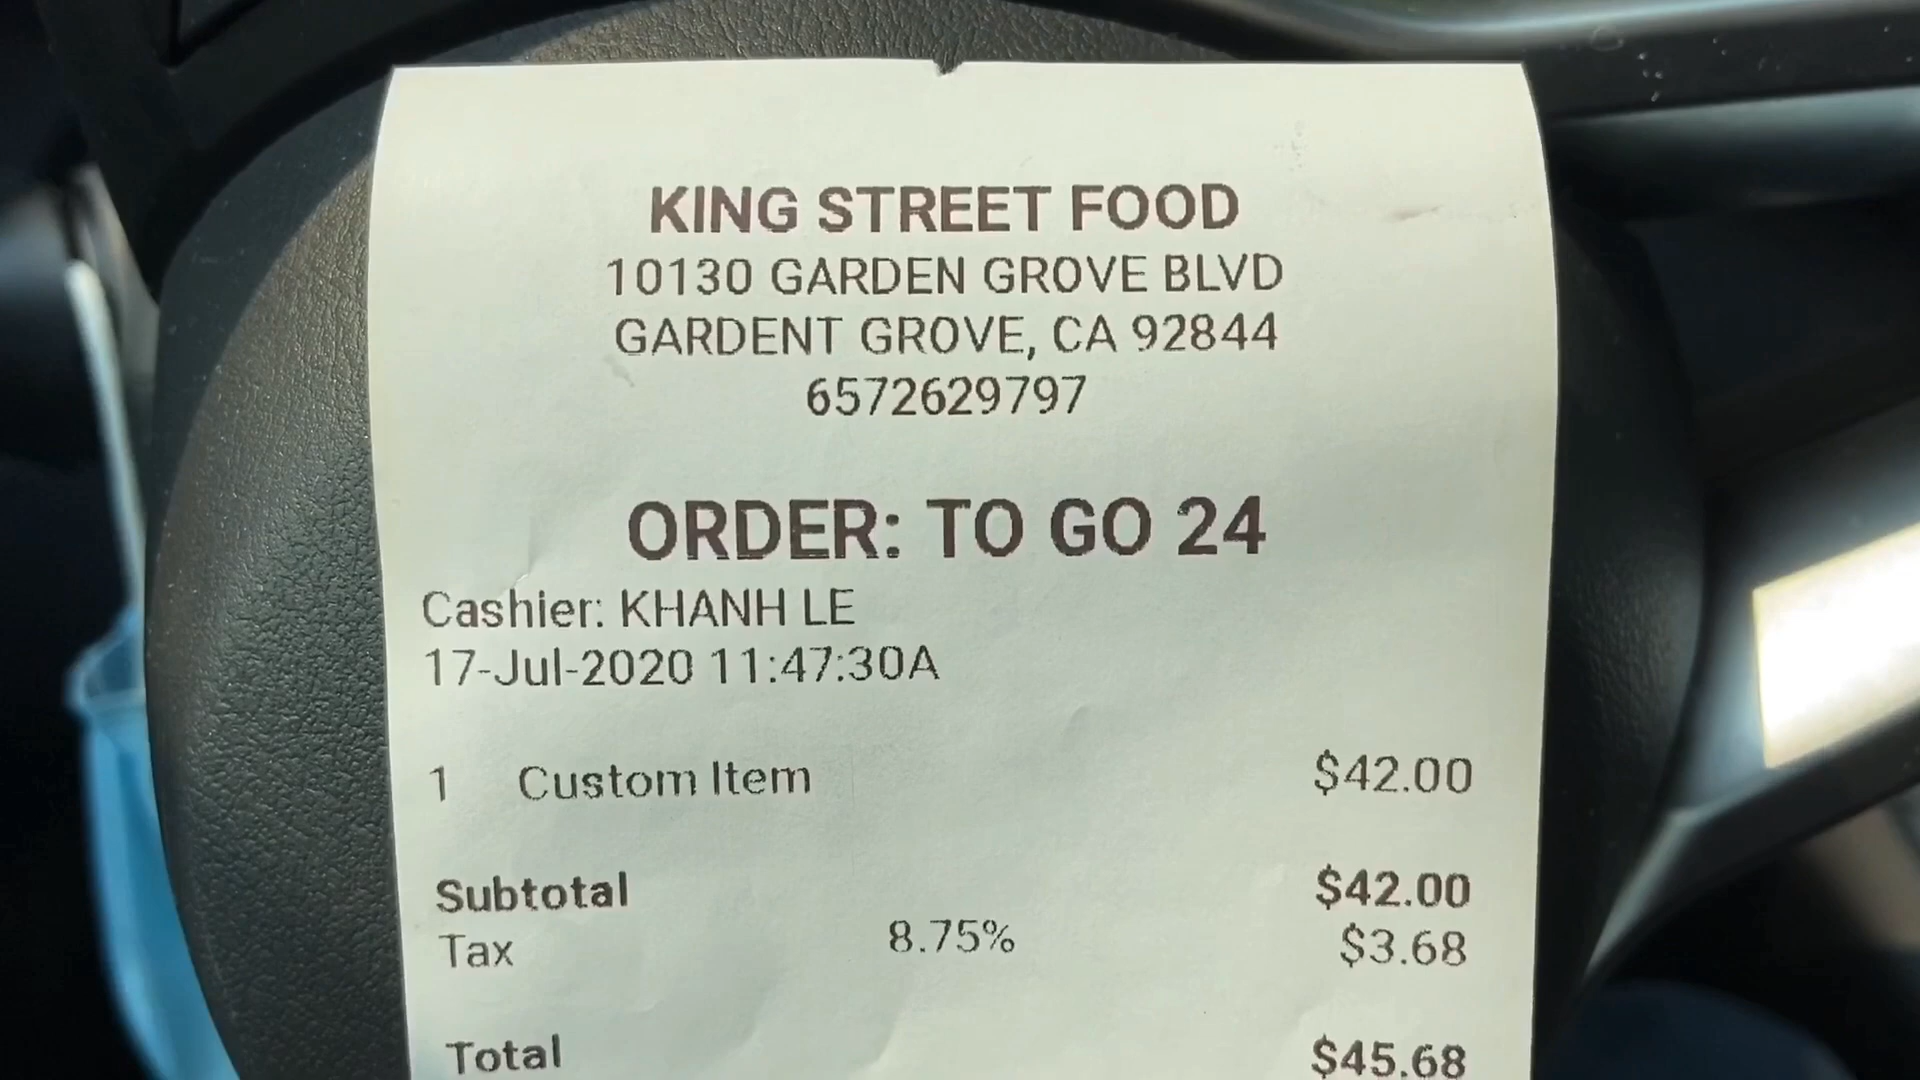 KING STREET FOOD
10130 GARDEN GROVE BLVD
GARDENT GROVE, CA 92844
6572629797
ORDER: TO GO 24
Cashier: KHANH LE
17-Jul-2020 11:47:30A
1 Custom Item $42.00
Subtotal $42.00
Tax 8.75% $3.68
Total $45.68